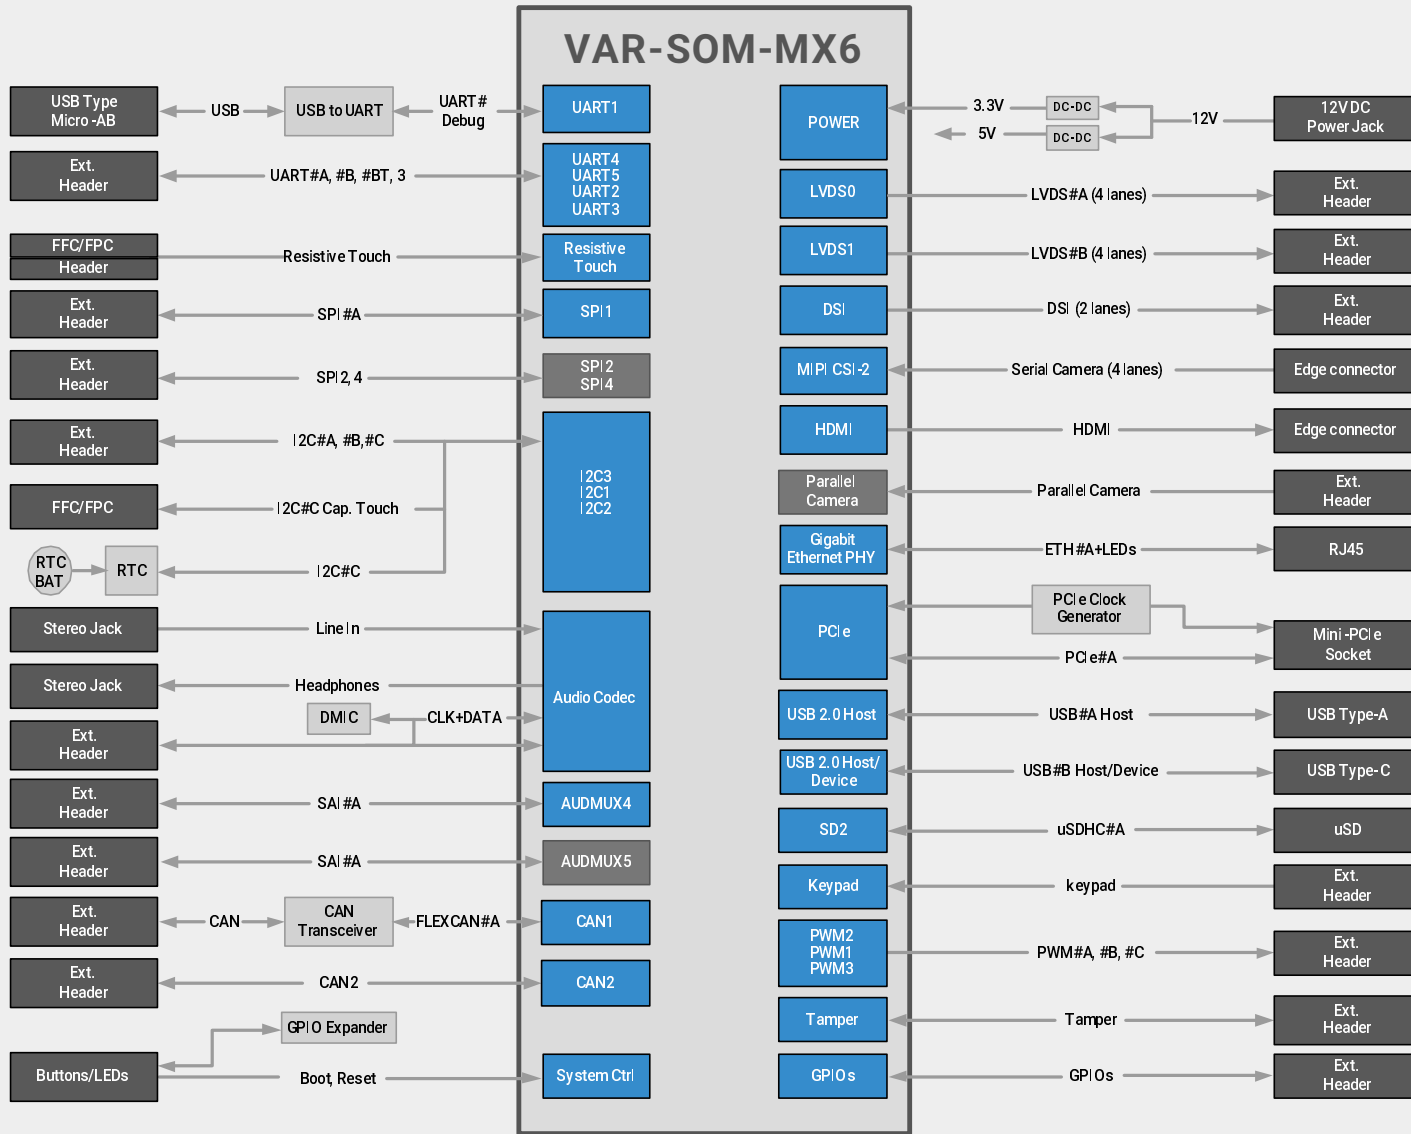 VAR-SOM-MX6
USB Type
Micro-AB
USB
USB to UART
UART#
Debug
UART1
Ext.
Header
UART#A, #B, #BT, 3
UART4
UART5
UART2
UART3
FFC/FPC
Header
Resistive Touch
Resistive
Touch
Ext.
Header
SPI#A
SPI1
Ext.
Header
SPI2, 4
SPI2
SPI4
Ext.
Header
I2C#A, #B,#C
I2C3
I2C1
I2C2
FFC/FPC
I2C#C Cap. Touch
RTC
BAT
RTC
I2C#C
Stereo Jack
Line In
Stereo Jack
Headphones
Audio Codec
DMIC
CLK+DATA
Ext.
Header
Ext.
Header
SAI#A
AUDMUX4
Ext.
Header
SAI#A
AUDMUX5
Ext.
Header
CAN
CAN
Transceiver
FLEXCAN#A
CAN1
Ext.
Header
CAN2
CAN2
GPIO Expander
Buttons/LEDs
Boot, Reset
System Ctrl
POWER
3.3V
DC-DC
5V
DC-DC
12V
12V DC
Power Jack
LVDS0
LVDS#A (4 lanes)
Ext.
Header
LVDS1
LVDS#B (4 lanes)
Ext.
Header
DSI
DSI (2 lanes)
Ext.
Header
MIPI CSI-2
Serial Camera (4 lanes)
Edge connector
HDMI
HDMI
Edge connector
Parallel
Camera
Parallel Camera
Ext.
Header
Gigabit
Ethernet PHY
ETH#A+LEDs
RJ45
PCIe
PCIe Clock
Generator
PCIe#A
Mini-PCIe
Socket
USB 2.0 Host
USB#A Host
USB Type-A
USB 2.0 Host/
Device
USB#B Host/Device
USB Type-C
SD2
uSDHC#A
uSD
Keypad
keypad
Ext.
Header
PWM2
PWM1
PWM3
PWM#A, #B, #C
Ext.
Header
Tamper
Tamper
Ext.
Header
GPIOs
GPIOs
Ext.
Header